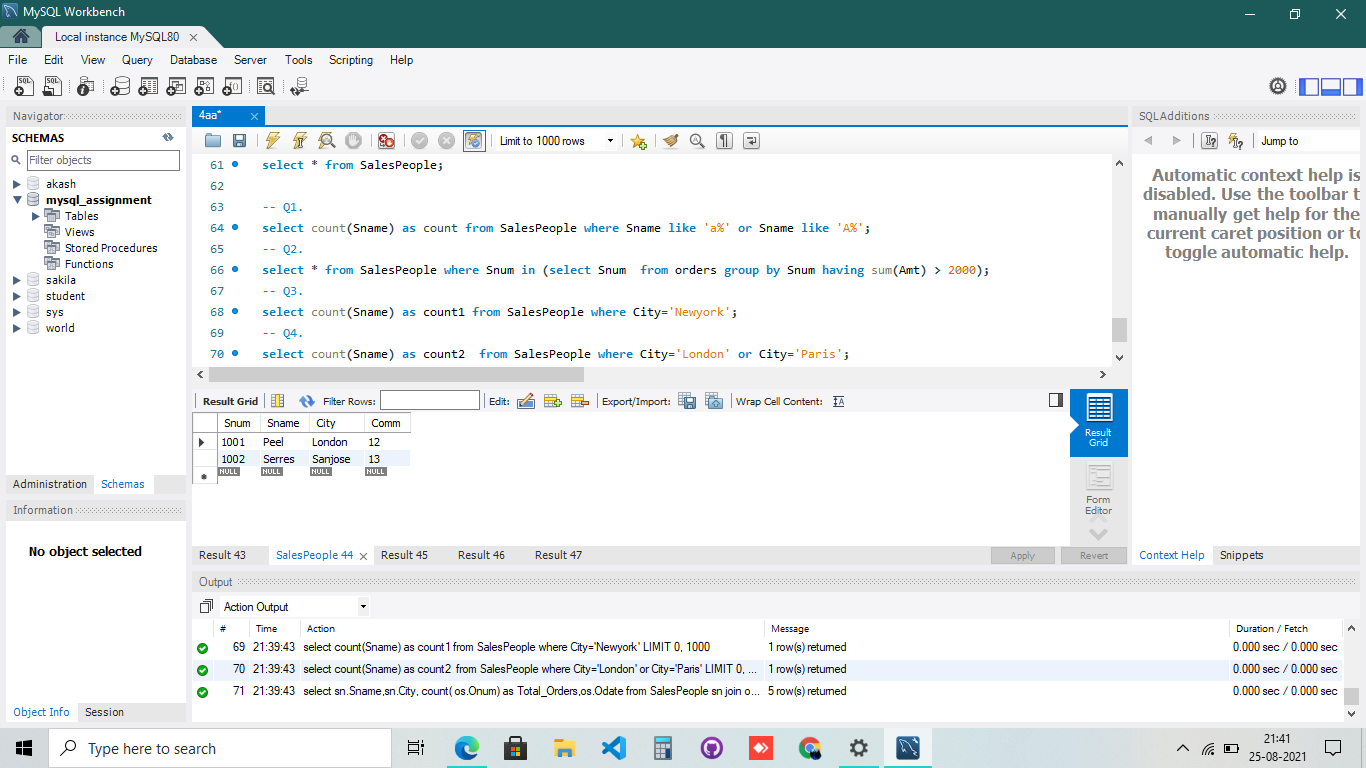 MySQL Workbench
Local instance MySQL80
File Edit View Query Database Server Tools Scripting Help
Navigator
SCHEMAS
Filter objects
akash
mysql_assignment
Tables
Views
Stored Procedures
Functions
sakila
student
sys
world
Administration Schemas
Information
No object selected
Object Info Session
4aa*
Limit to 1000 rows
61 select * from SalesPeople;
62
63 -- Q1.
64 select count(Sname) as count from SalesPeople where Sname like 'a%' or Sname like 'A%';
65 -- Q2.
66 select * from SalesPeople where Snum in (select Snum  from orders group by Snum having sum(Amt) > 2000);
67 -- Q3.
68 select count(Sname) as count1 from SalesPeople where City='Newyork';
69 -- Q4.
70 select count(Sname) as count2  from SalesPeople where City='London' or City='Paris';
Result Grid Filter Rows: Edit: Export/Import: Wrap Cell Content:
Snum Sname City Comm
1001 Peel London 12
1002 Serres Sanjose 13
NULL NULL NULL NULL
Result Grid
Form Editor
Result 43 SalesPeople 44 Result 45 Result 46 Result 47
Apply Revert
SQLAdditions
Jump to
Automatic context help is
disabled. Use the toolbar t
manually get help for the
current caret position or to
toggle automatic help.
Context Help Snippets
Output
Action Output
# Time Action Message Duration / Fetch
69 21:39:43 select count(Sname) as count1 from SalesPeople where City='Newyork' LIMIT 0, 1000 1 row(s) returned 0.000 sec / 0.000 sec
70 21:39:43 select count(Sname) as count2  from SalesPeople where City='London' or City='Paris' LIMIT 0, ... 1 row(s) returned 0.000 sec / 0.000 sec
71 21:39:43 select sn.Sname,sn.City, count( os.Onum) as Total_Orders,os.Odate from SalesPeople sn join o... 5 row(s) returned 0.000 sec / 0.000 sec
Type here to search
21:41
25-08-2021